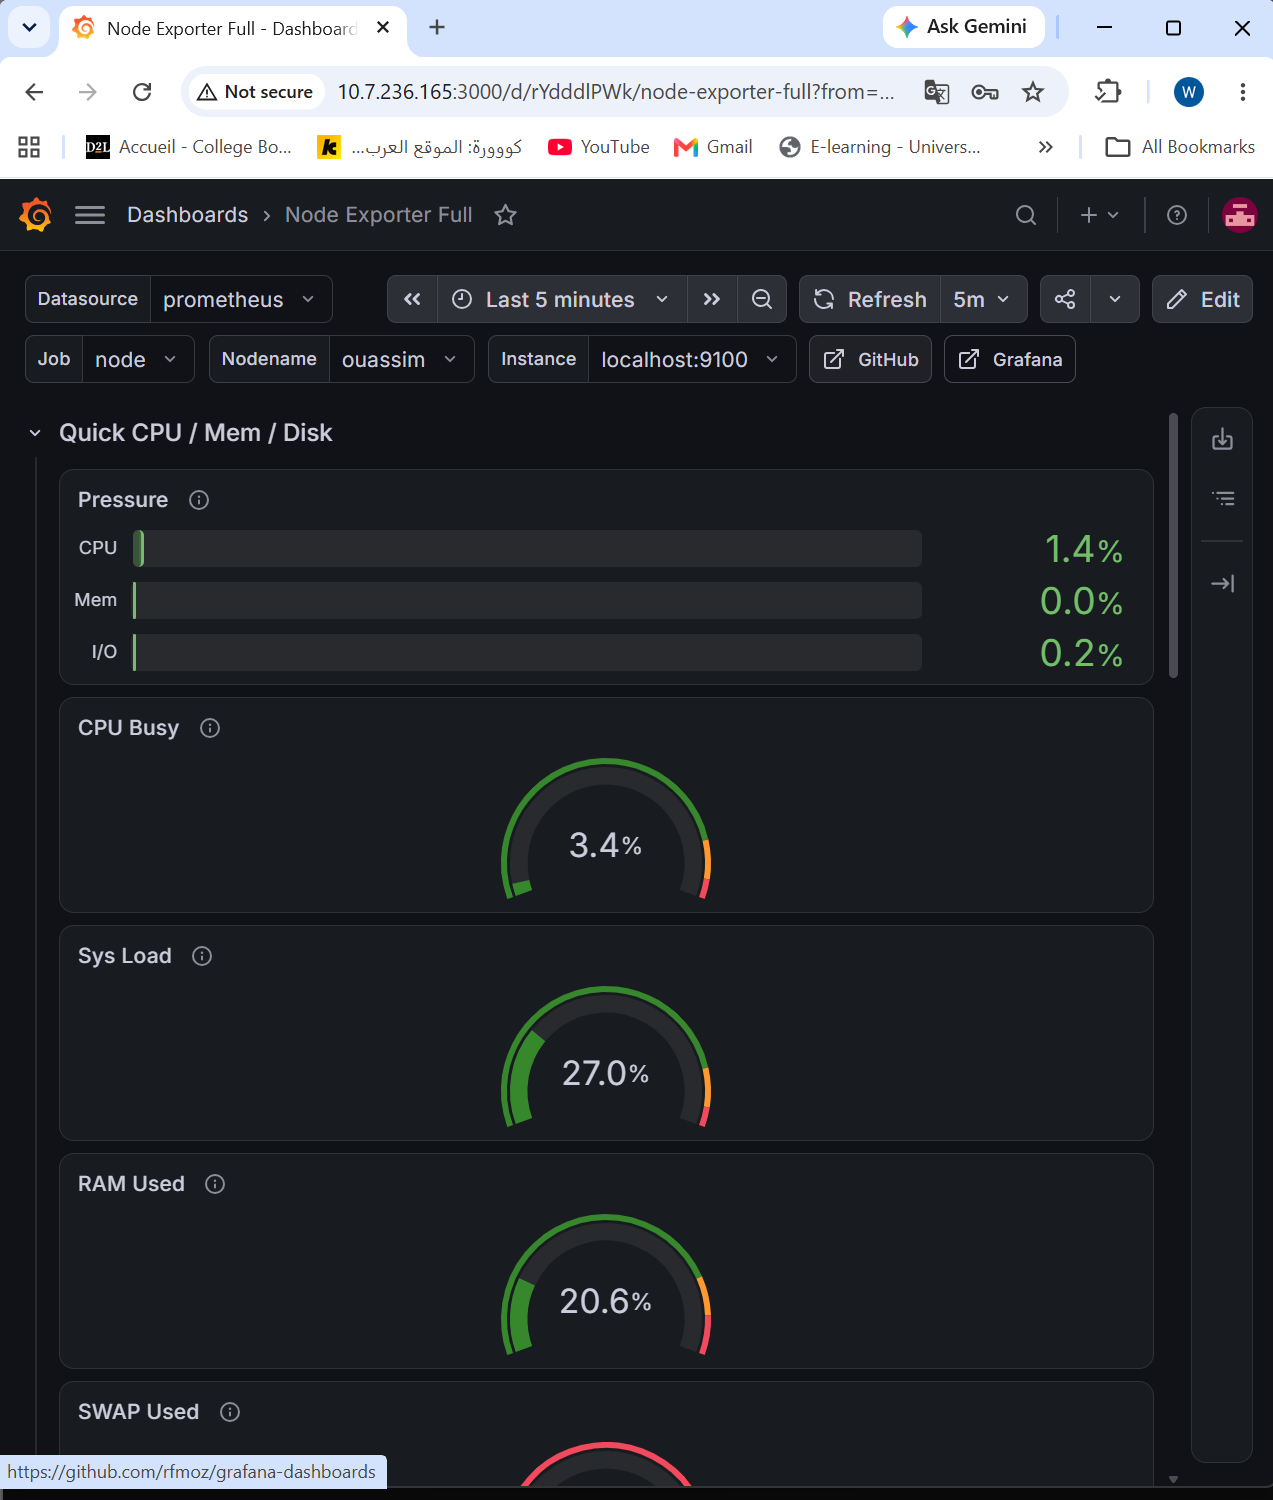 Node Exporter Full - Dashboard
Ask Gemini
Not secure
10.7.236.165:3000/d/rYdddlPWk/node-exporter-full?from=...
W
D2L
Accueil - College Bo...
k
كووورة: الموقع العرب...
YouTube
Gmail
E-learning - Univers...
All Bookmarks
Dashboards › Node Exporter Full
Datasource prometheus
Last 5 minutes
Refresh 5m
Edit
Job node
Nodename ouassim
Instance localhost:9100
GitHub
Grafana
Quick CPU / Mem / Disk
Pressure
CPU 1.4%
Mem 0.0%
I/O 0.2%
CPU Busy
3.4%
Sys Load
27.0%
RAM Used
20.6%
SWAP Used
https://github.com/rfmoz/grafana-dashboards